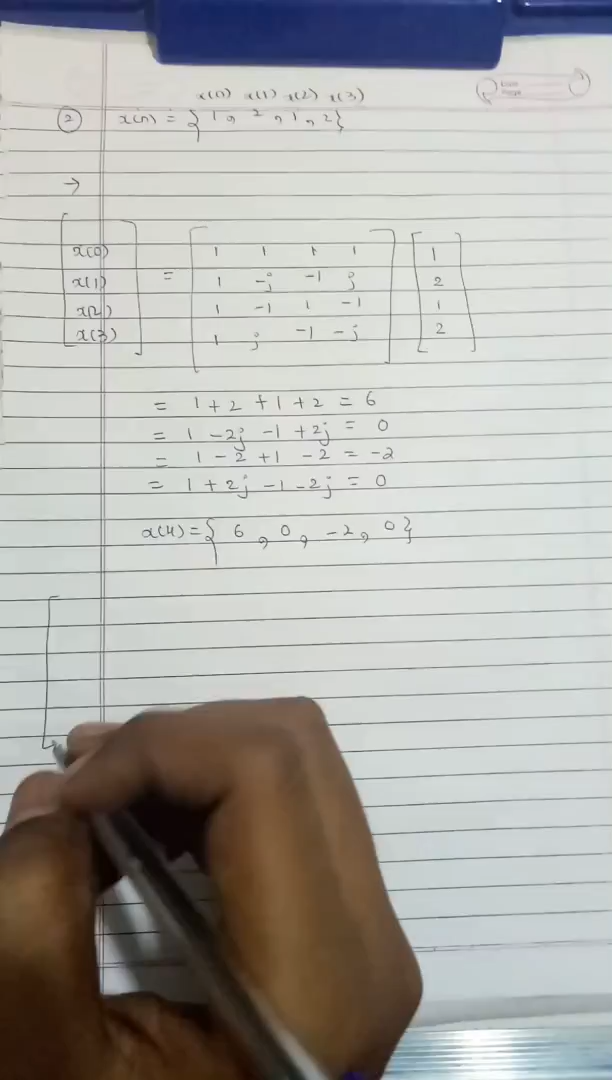 x(0) x(1) x(2) x(3)
② x(n) = {1, 2, 1, 2}
→
x(0) 1 1 1 1 1
x(1) = 1 -j -1 j 2
x(2) 1 -1 1 -1 1
x(3) 1 j -1 -j 2
= 1 + 2 + 1 + 2 = 6
= 1 - 2j - 1 + 2j = 0
= 1 - 2 + 1 - 2 = -2
= 1 + 2j - 1 - 2j = 0
x(4) = {6, 0, -2, 0}